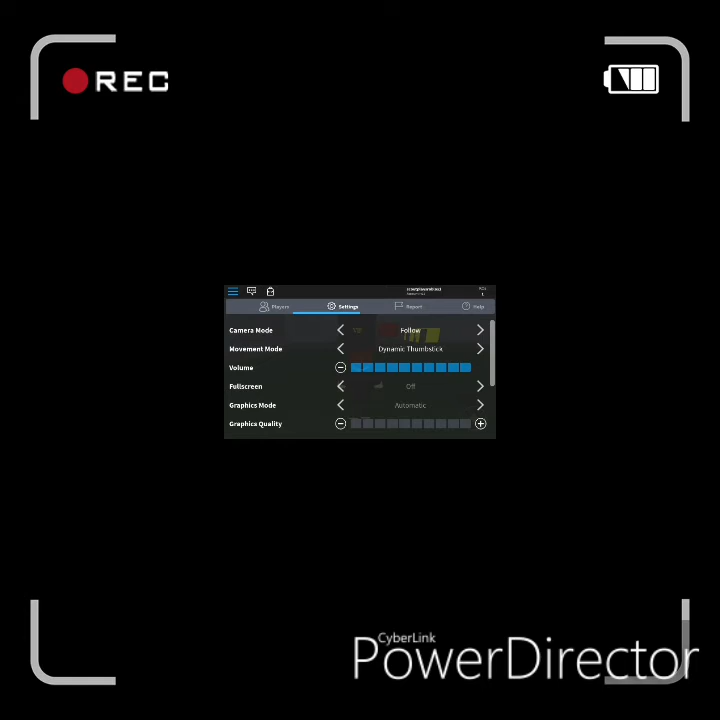 REC
Players
Settings
Report
Help
Camera Mode
Follow
Movement Mode
Dynamic Thumbstick
Volume
Fullscreen
Off
Graphics Mode
Automatic
Graphics Quality
CyberLink
PowerDirector